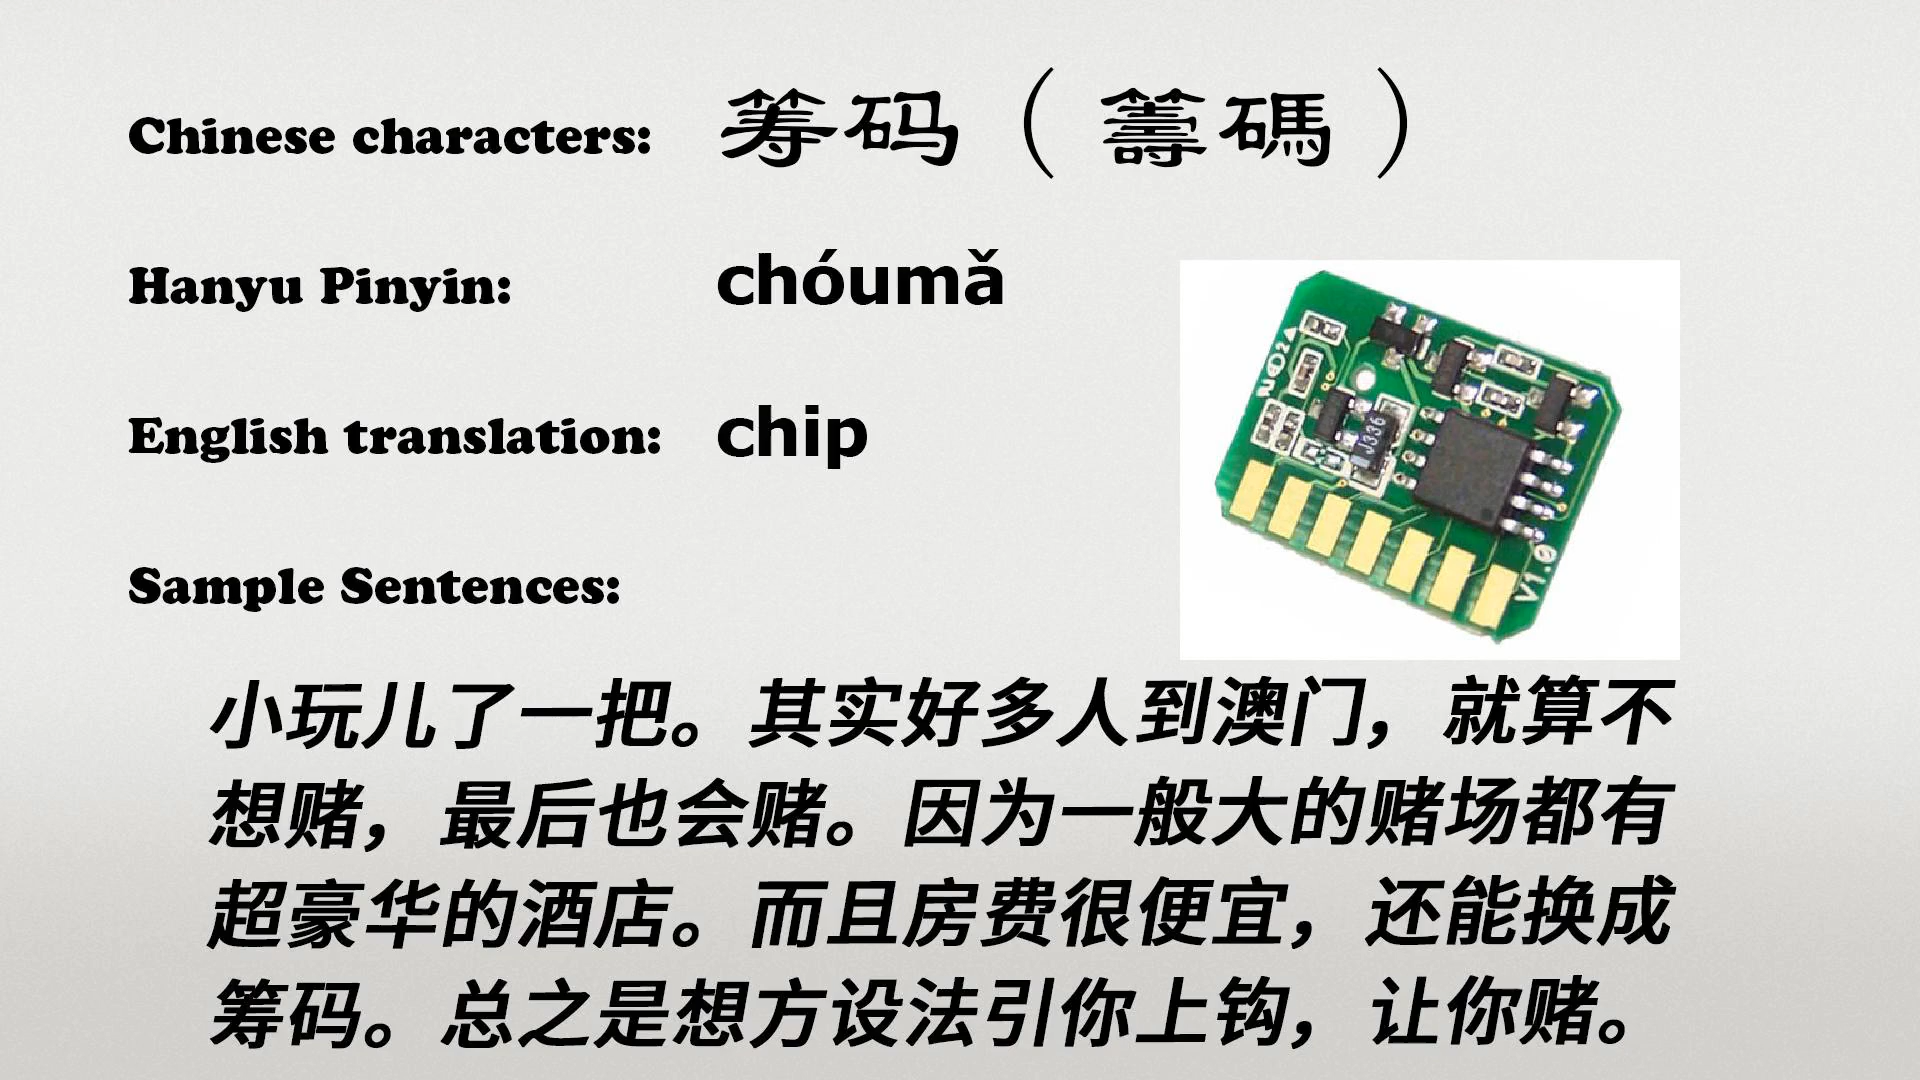 Chinese characters: 筹码（籌碼）
Hanyu Pinyin: chóumǎ
English translation: chip
J336
V1.0
Sample Sentences:
小玩儿了一把。其实好多人到澳门，就算不
想赌，最后也会赌。因为一般大的赌场都有
超豪华的酒店。而且房费很便宜，还能换成
筹码。总之是想方设法引你上钩，让你赌。